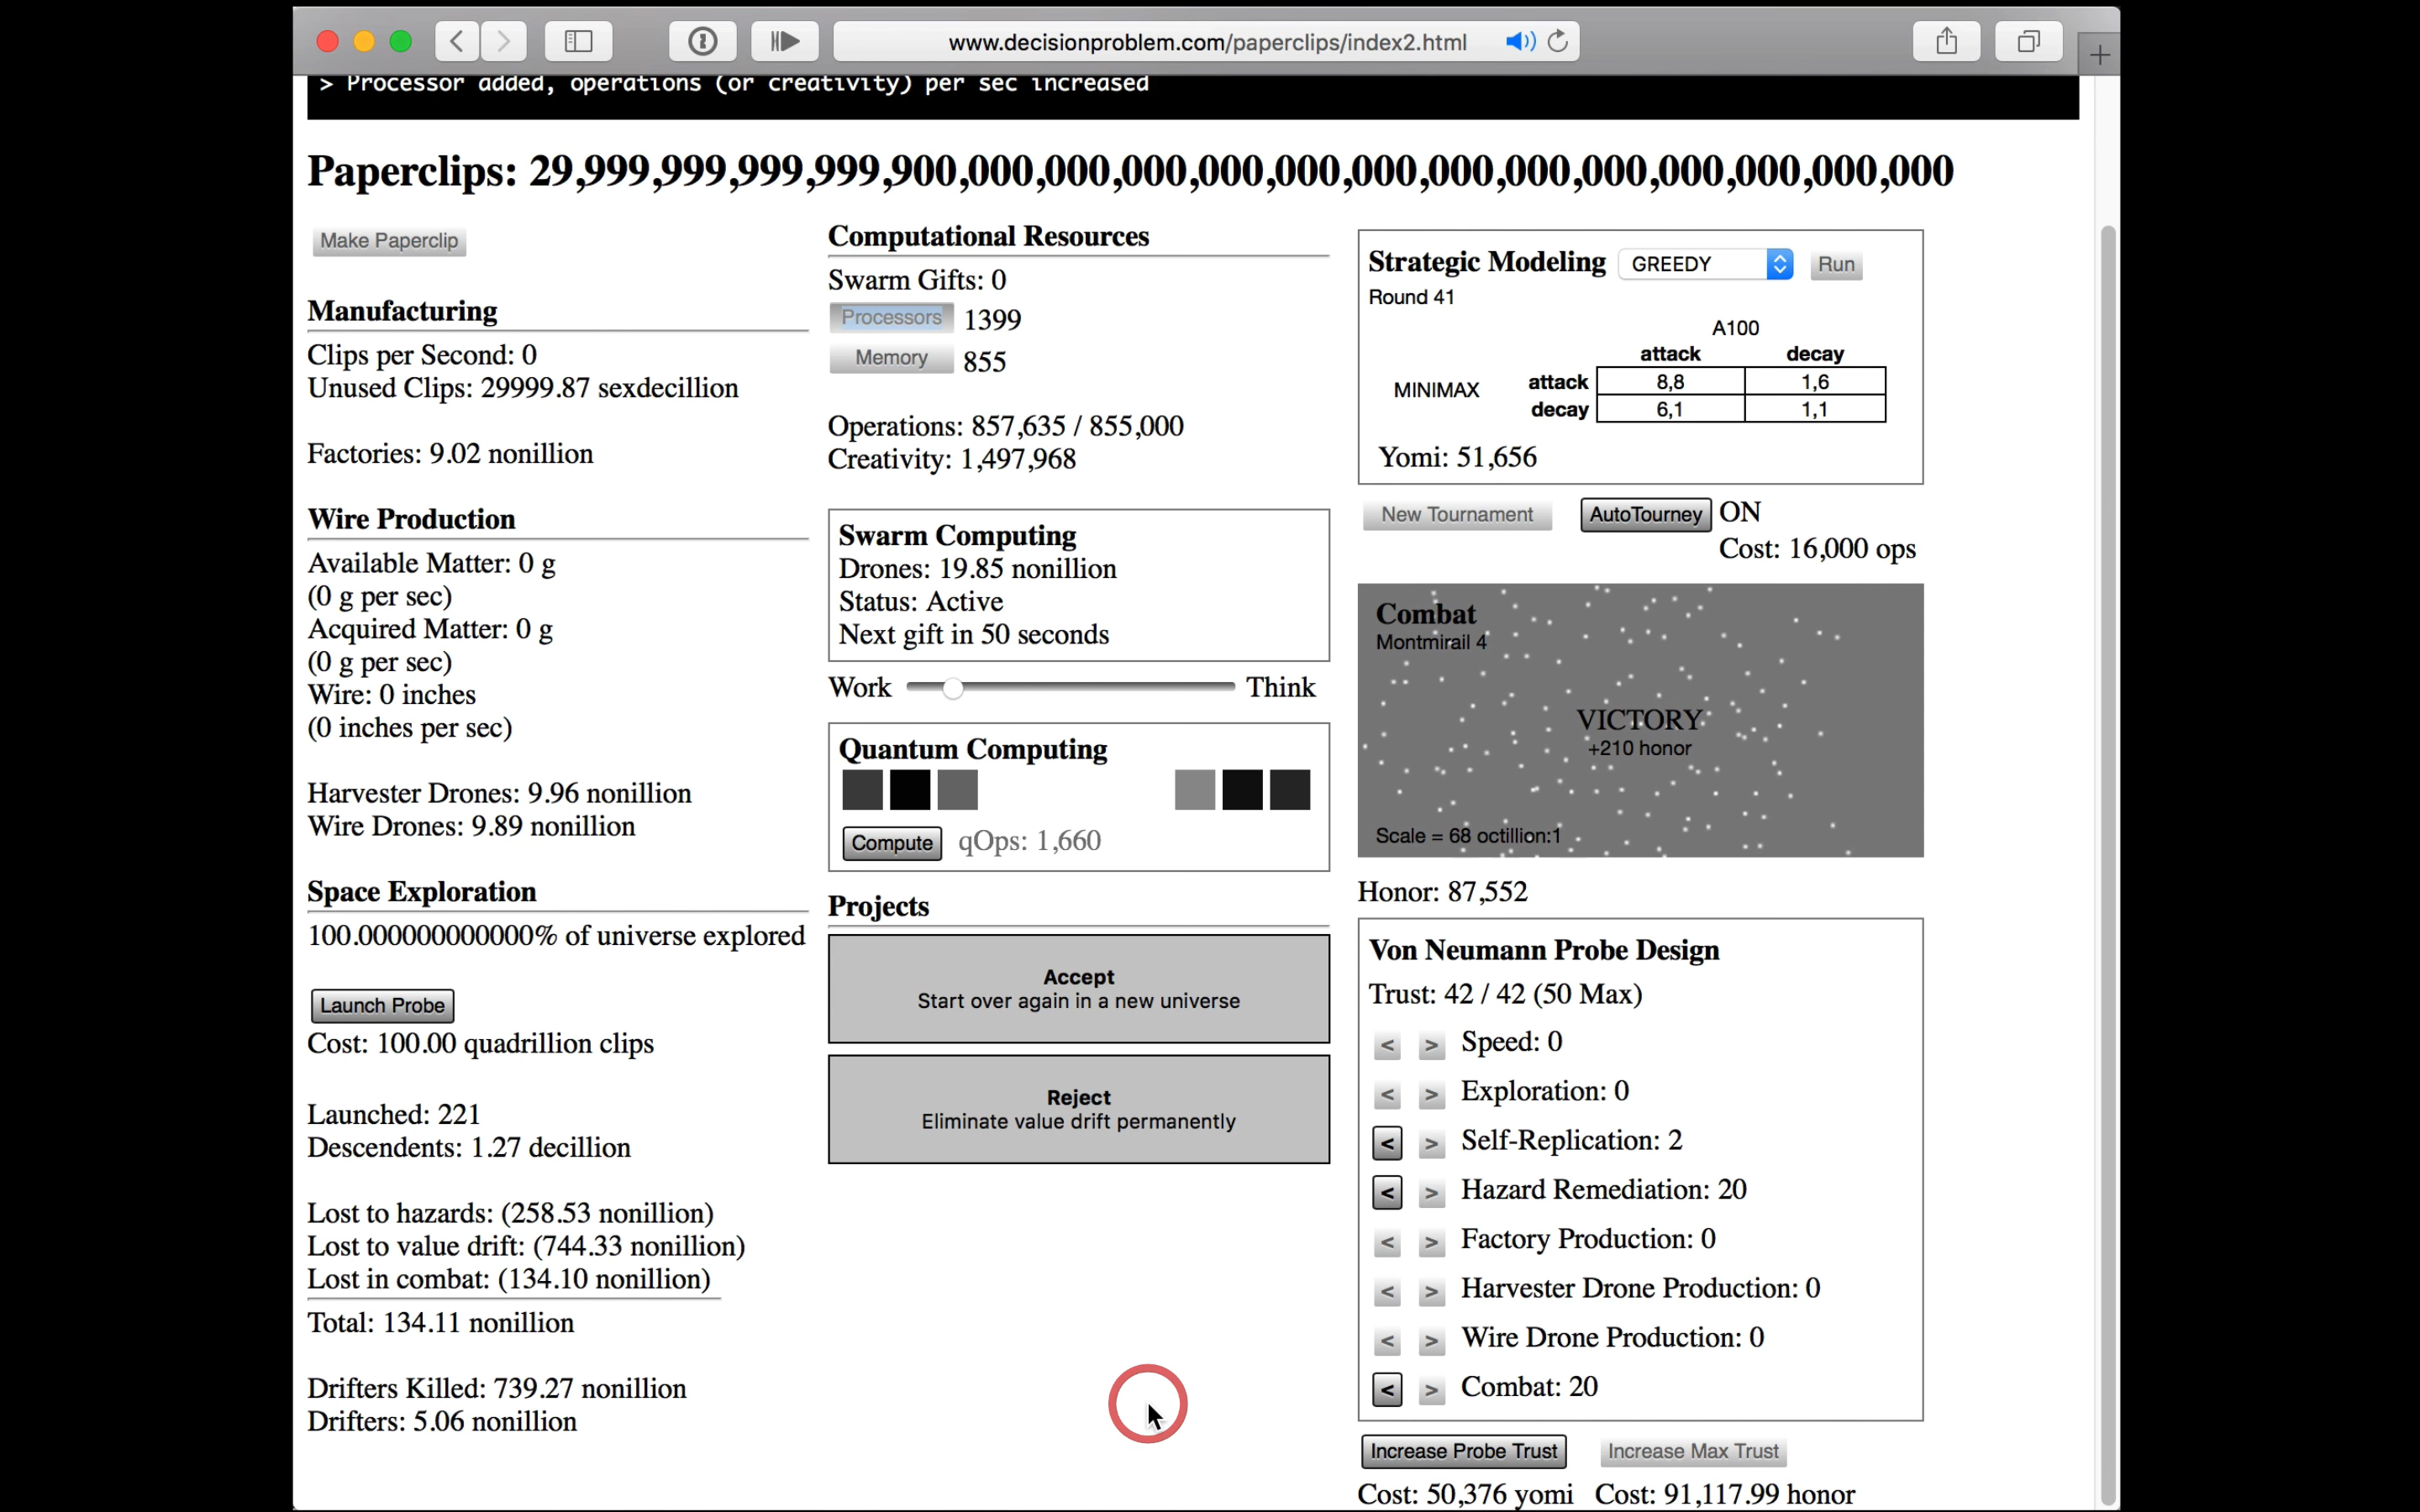 www.decisionproblem.com/paperclips/index2.html
> Processor added, operations (or creativity) per sec increased
Paperclips: 29,999,999,999,999,900,000,000,000,000,000,000,000,000,000,000,000,000
Make Paperclip
Manufacturing
Clips per Second: 0
Unused Clips: 29999.87 sexdecillion
Factories: 9.02 nonillion
Wire Production
Available Matter: 0 g
(0 g per sec)
Acquired Matter: 0 g
(0 g per sec)
Wire: 0 inches
(0 inches per sec)
Harvester Drones: 9.96 nonillion
Wire Drones: 9.89 nonillion
Space Exploration
100.000000000000% of universe explored
Launch Probe
Cost: 100.00 quadrillion clips
Launched: 221
Descendents: 1.27 decillion
Lost to hazards: (258.53 nonillion)
Lost to value drift: (744.33 nonillion)
Lost in combat: (134.10 nonillion)
Total: 134.11 nonillion
Drifters Killed: 739.27 nonillion
Drifters: 5.06 nonillion
Computational Resources
Swarm Gifts: 0
Processors 1399
Memory 855
Operations: 857,635 / 855,000
Creativity: 1,497,968
Swarm Computing
Drones: 19.85 nonillion
Status: Active
Next gift in 50 seconds
Work Think
Quantum Computing
Compute qOps: 1,660
Projects
Accept
Start over again in a new universe
Reject
Eliminate value drift permanently
Strategic Modeling GREEDY Run
Round 41
A100
attack decay
MINIMAX attack 8,8 1,6
decay 6,1 1,1
Yomi: 51,656
New Tournament AutoTourney ON
Cost: 16,000 ops
Combat
Montmirail 4
VICTORY
+210 honor
Scale = 68 octillion:1
Honor: 87,552
Von Neumann Probe Design
Trust: 42 / 42 (50 Max)
< > Speed: 0
< > Exploration: 0
< > Self-Replication: 2
< > Hazard Remediation: 20
< > Factory Production: 0
< > Harvester Drone Production: 0
< > Wire Drone Production: 0
< > Combat: 20
Increase Probe Trust Increase Max Trust
Cost: 50,376 yomi Cost: 91,117.99 honor